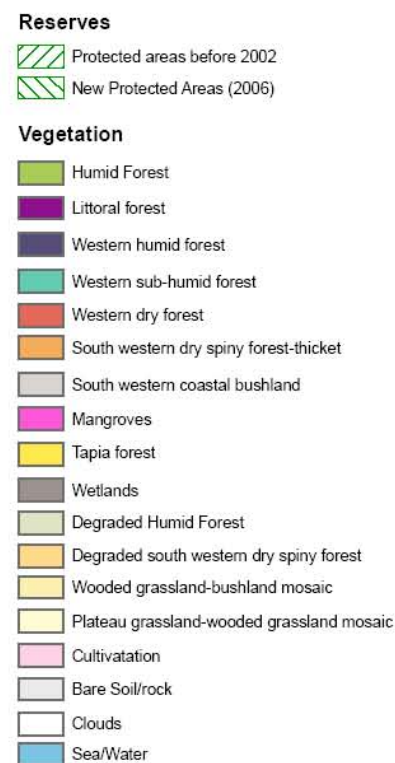 Reserves
Protected areas before 2002
New Protected Areas (2006)
Vegetation
Humid Forest
Littoral forest
Western humid forest
Western sub-humid forest
Western dry forest
South western dry spiny forest-thicket
South western coastal bushland
Mangroves
Tapia forest
Wetlands
Degraded Humid Forest
Degraded south western dry spiny forest
Wooded grassland-bushland mosaic
Plateau grassland-wooded grassland mosaic
Cultivatation
Bare Soil/rock
Clouds
Sea/Water